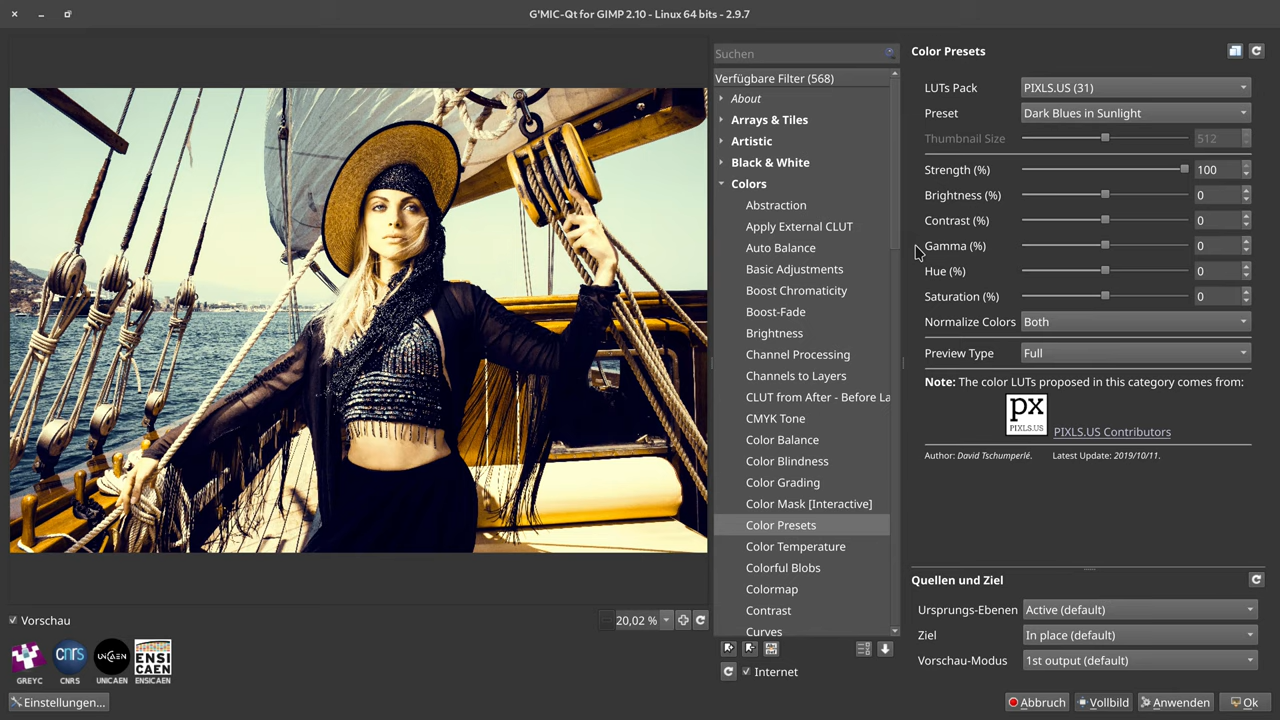 G'MIC-Qt for GIMP 2.10 - Linux 64 bits - 2.9.7
Suchen
Verfügbare Filter (568)
About
Arrays & Tiles
Artistic
Black & White
Colors
Abstraction
Apply External CLUT
Auto Balance
Basic Adjustments
Boost Chromaticity
Boost-Fade
Brightness
Channel Processing
Channels to Layers
CLUT from After - Before La
CMYK Tone
Color Balance
Color Blindness
Color Grading
Color Mask [Interactive]
Color Presets
Color Temperature
Colorful Blobs
Colormap
Contrast
Curves
Internet
Color Presets
LUTs Pack PIXLS.US (31)
Preset Dark Blues in Sunlight
Thumbnail Size 512
Strength (%) 100
Brightness (%) 0
Contrast (%) 0
Gamma (%) 0
Hue (%) 0
Saturation (%) 0
Normalize Colors Both
Preview Type Full
Note: The color LUTs proposed in this category comes from:
px
PIXLS.US
PIXLS.US Contributors
Author: David Tschumperlé. Latest Update: 2019/10/11.
Quellen und Ziel
Ursprungs-Ebenen Active (default)
Ziel In place (default)
Vorschau-Modus 1st output (default)
Vorschau
20,02 %
cnrs
UNICAEN
ENSI
CAEN
GREYC CNRS UNICAEN ENSICAEN
Einstellungen...
Abbruch Vollbild Anwenden Ok